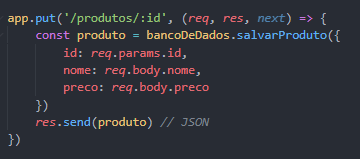 app.put('/produtos/:id', (req, res, next) => {
    const produto = bancoDeDados.salvarProduto({
        id: req.params.id,
        nome: req.body.nome,
        preco: req.body.preco
    })
    res.send(produto) // JSON
})